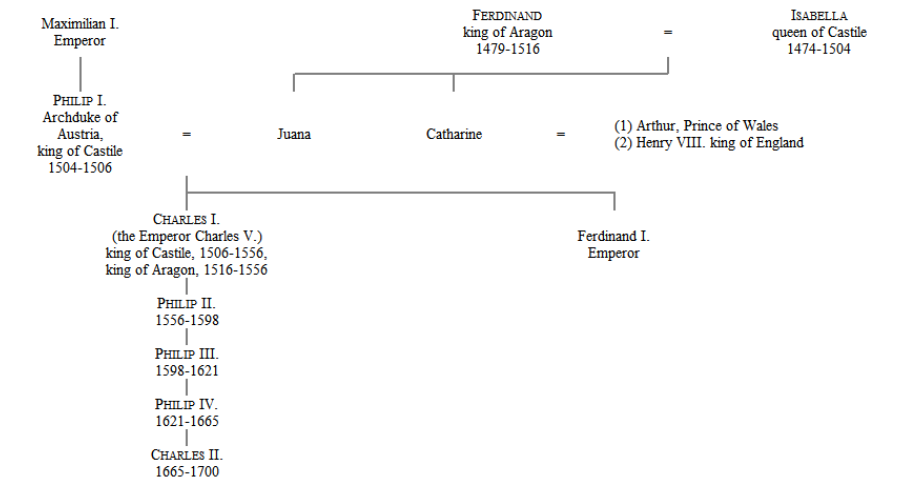 Maximilian I.
Emperor
FERDINAND
king of Aragon
1479-1516
=
ISABELLA
queen of Castile
1474-1504
PHILIP I.
Archduke of
Austria,
king of Castile
1504-1506
=
Juana
Catharine
=
(1) Arthur, Prince of Wales
(2) Henry VIII. king of England
CHARLES I.
(the Emperor Charles V.)
king of Castile, 1506-1556,
king of Aragon, 1516-1556
Ferdinand I.
Emperor
PHILIP II.
1556-1598
PHILIP III.
1598-1621
PHILIP IV.
1621-1665
CHARLES II.
1665-1700